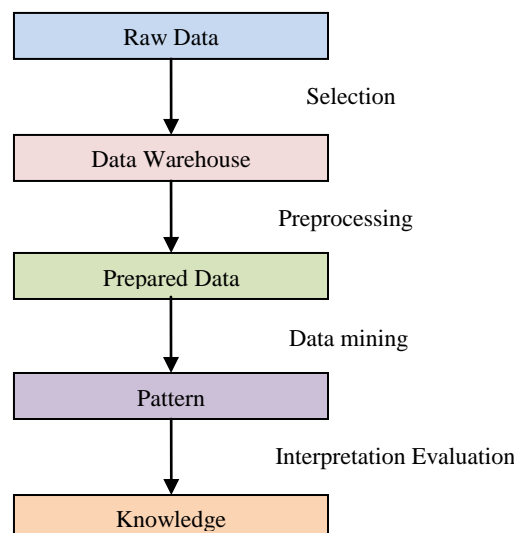 Raw Data
Selection
Data Warehouse
Preprocessing
Prepared Data
Data mining
Pattern
Interpretation Evaluation
Knowledge